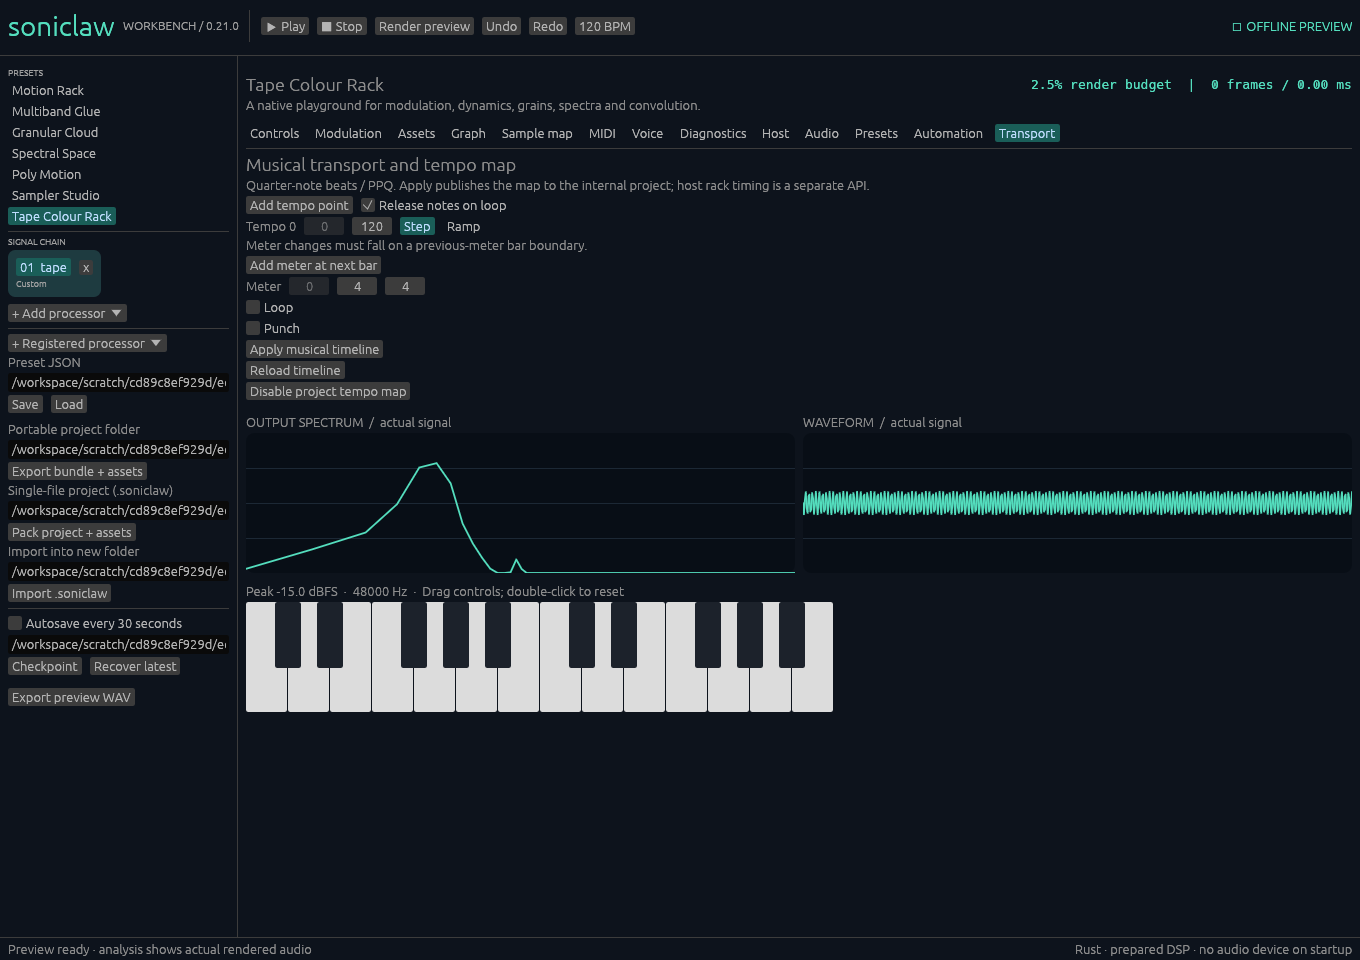 soniclaw WORKBENCH / 0.21.0 ▶ Play ■ Stop Render preview Undo Redo 120 BPM OFFLINE PREVIEW
PRESETS
Motion Rack
Multiband Glue
Granular Cloud
Spectral Space
Poly Motion
Sampler Studio
Tape Colour Rack
SIGNAL CHAIN
01 tape x
Custom
+ Add processor
+ Registered processor
Preset JSON
/workspace/scratch/cd89c8ef929d/e
Save Load
Portable project folder
/workspace/scratch/cd89c8ef929d/e
Export bundle + assets
Single-file project (.soniclaw)
/workspace/scratch/cd89c8ef929d/e
Pack project + assets
Import into new folder
/workspace/scratch/cd89c8ef929d/e
Import .soniclaw
Autosave every 30 seconds
/workspace/scratch/cd89c8ef929d/e
Checkpoint Recover latest
Export preview WAV
Tape Colour Rack 2.5% render budget | 0 frames / 0.00 ms
A native playground for modulation, dynamics, grains, spectra and convolution.
Controls Modulation Assets Graph Sample map MIDI Voice Diagnostics Host Audio Presets Automation Transport
Musical transport and tempo map
Quarter-note beats / PPQ. Apply publishes the map to the internal project; host rack timing is a separate API.
Add tempo point Release notes on loop
Tempo 0 0 120 Step Ramp
Meter changes must fall on a previous-meter bar boundary.
Add meter at next bar
Meter 0 4 4
Loop
Punch
Apply musical timeline
Reload timeline
Disable project tempo map
OUTPUT SPECTRUM / actual signal WAVEFORM / actual signal
Peak -15.0 dBFS · 48000 Hz · Drag controls; double-click to reset
Preview ready · analysis shows actual rendered audio Rust · prepared DSP · no audio device on startup